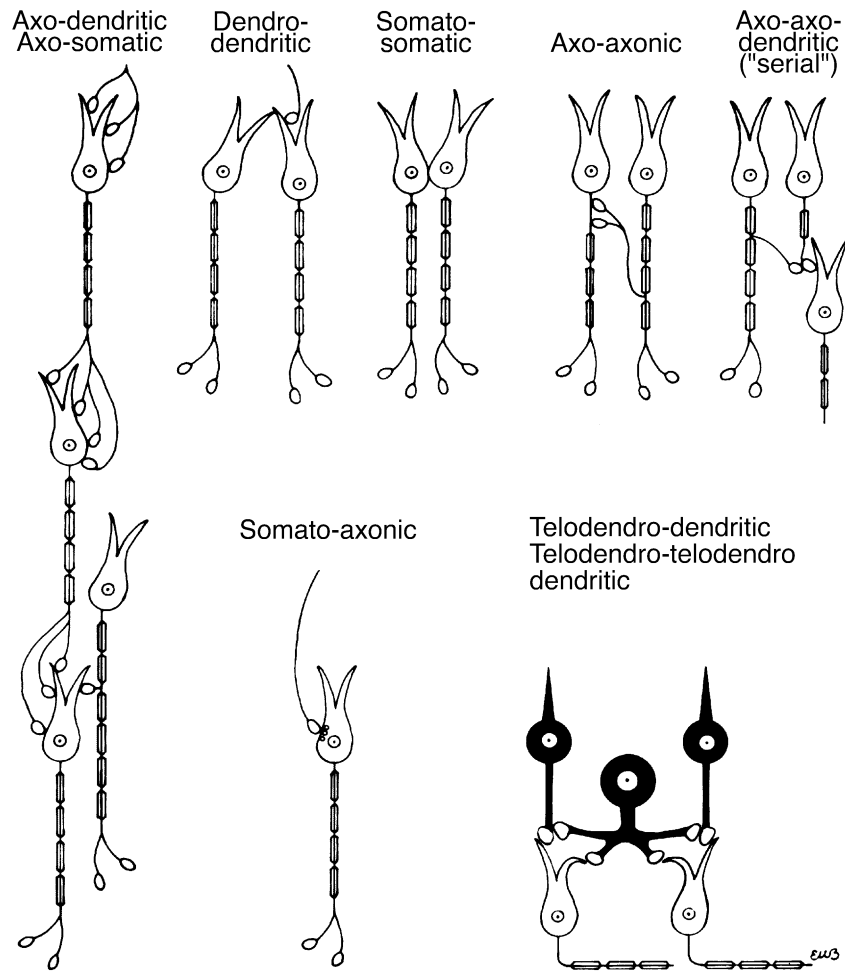 Axo-dendritic
Axo-somatic
Dendro-
dendritic
Somato-
somatic
Axo-axonic
Axo-axo-
dendritic
("serial")
Somato-axonic
Telodendro-dendritic
Telodendro-telodendro
dendritic
EWB